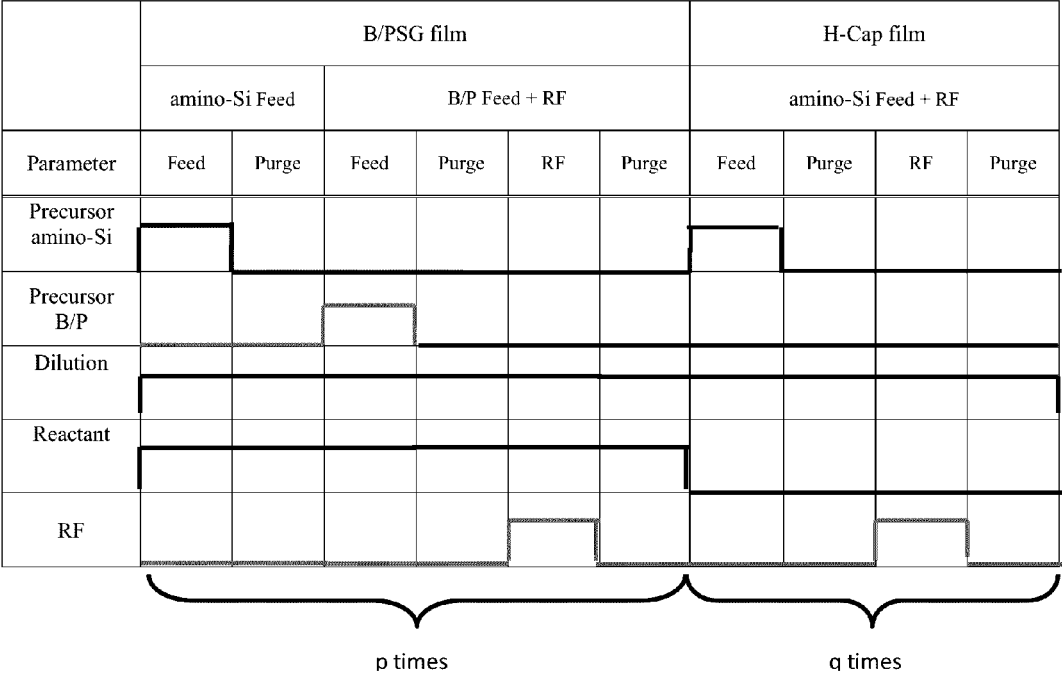 B/PSG film
H-Cap film
amino-Si Feed
B/P Feed + RF
amino-Si Feed + RF
Parameter
Feed
Purge
Feed
Purge
RF
Purge
Feed
Purge
RF
Purge
Precursor
amino-Si
Precursor
B/P
Dilution
Reactant
RF
p times
q times